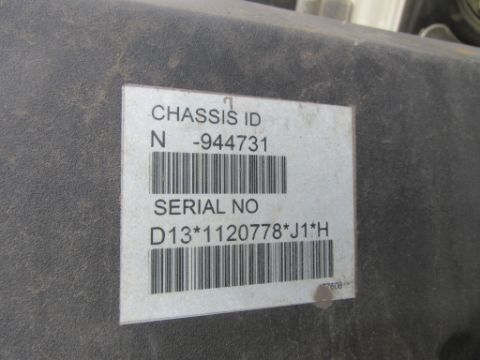 CHASSIS ID
N -944731
SERIAL NO
D13*1120778*J1*H